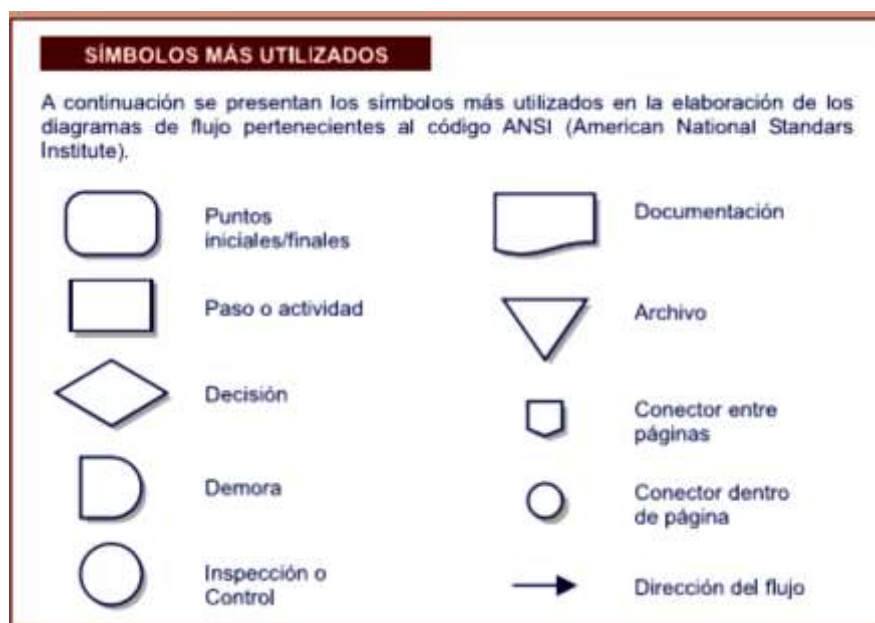 SÍMBOLOS MÁS UTILIZADOS
A continuación se presentan los símbolos más utilizados en la elaboración de los
diagramas de flujo pertenecientes al código ANSI (American National Standars
Institute).
Puntos
iniciales/finales
Paso o actividad
Decisión
Demora
Inspección o
Control
Documentación
Archivo
Conector entre
páginas
Conector dentro
de página
Dirección del flujo